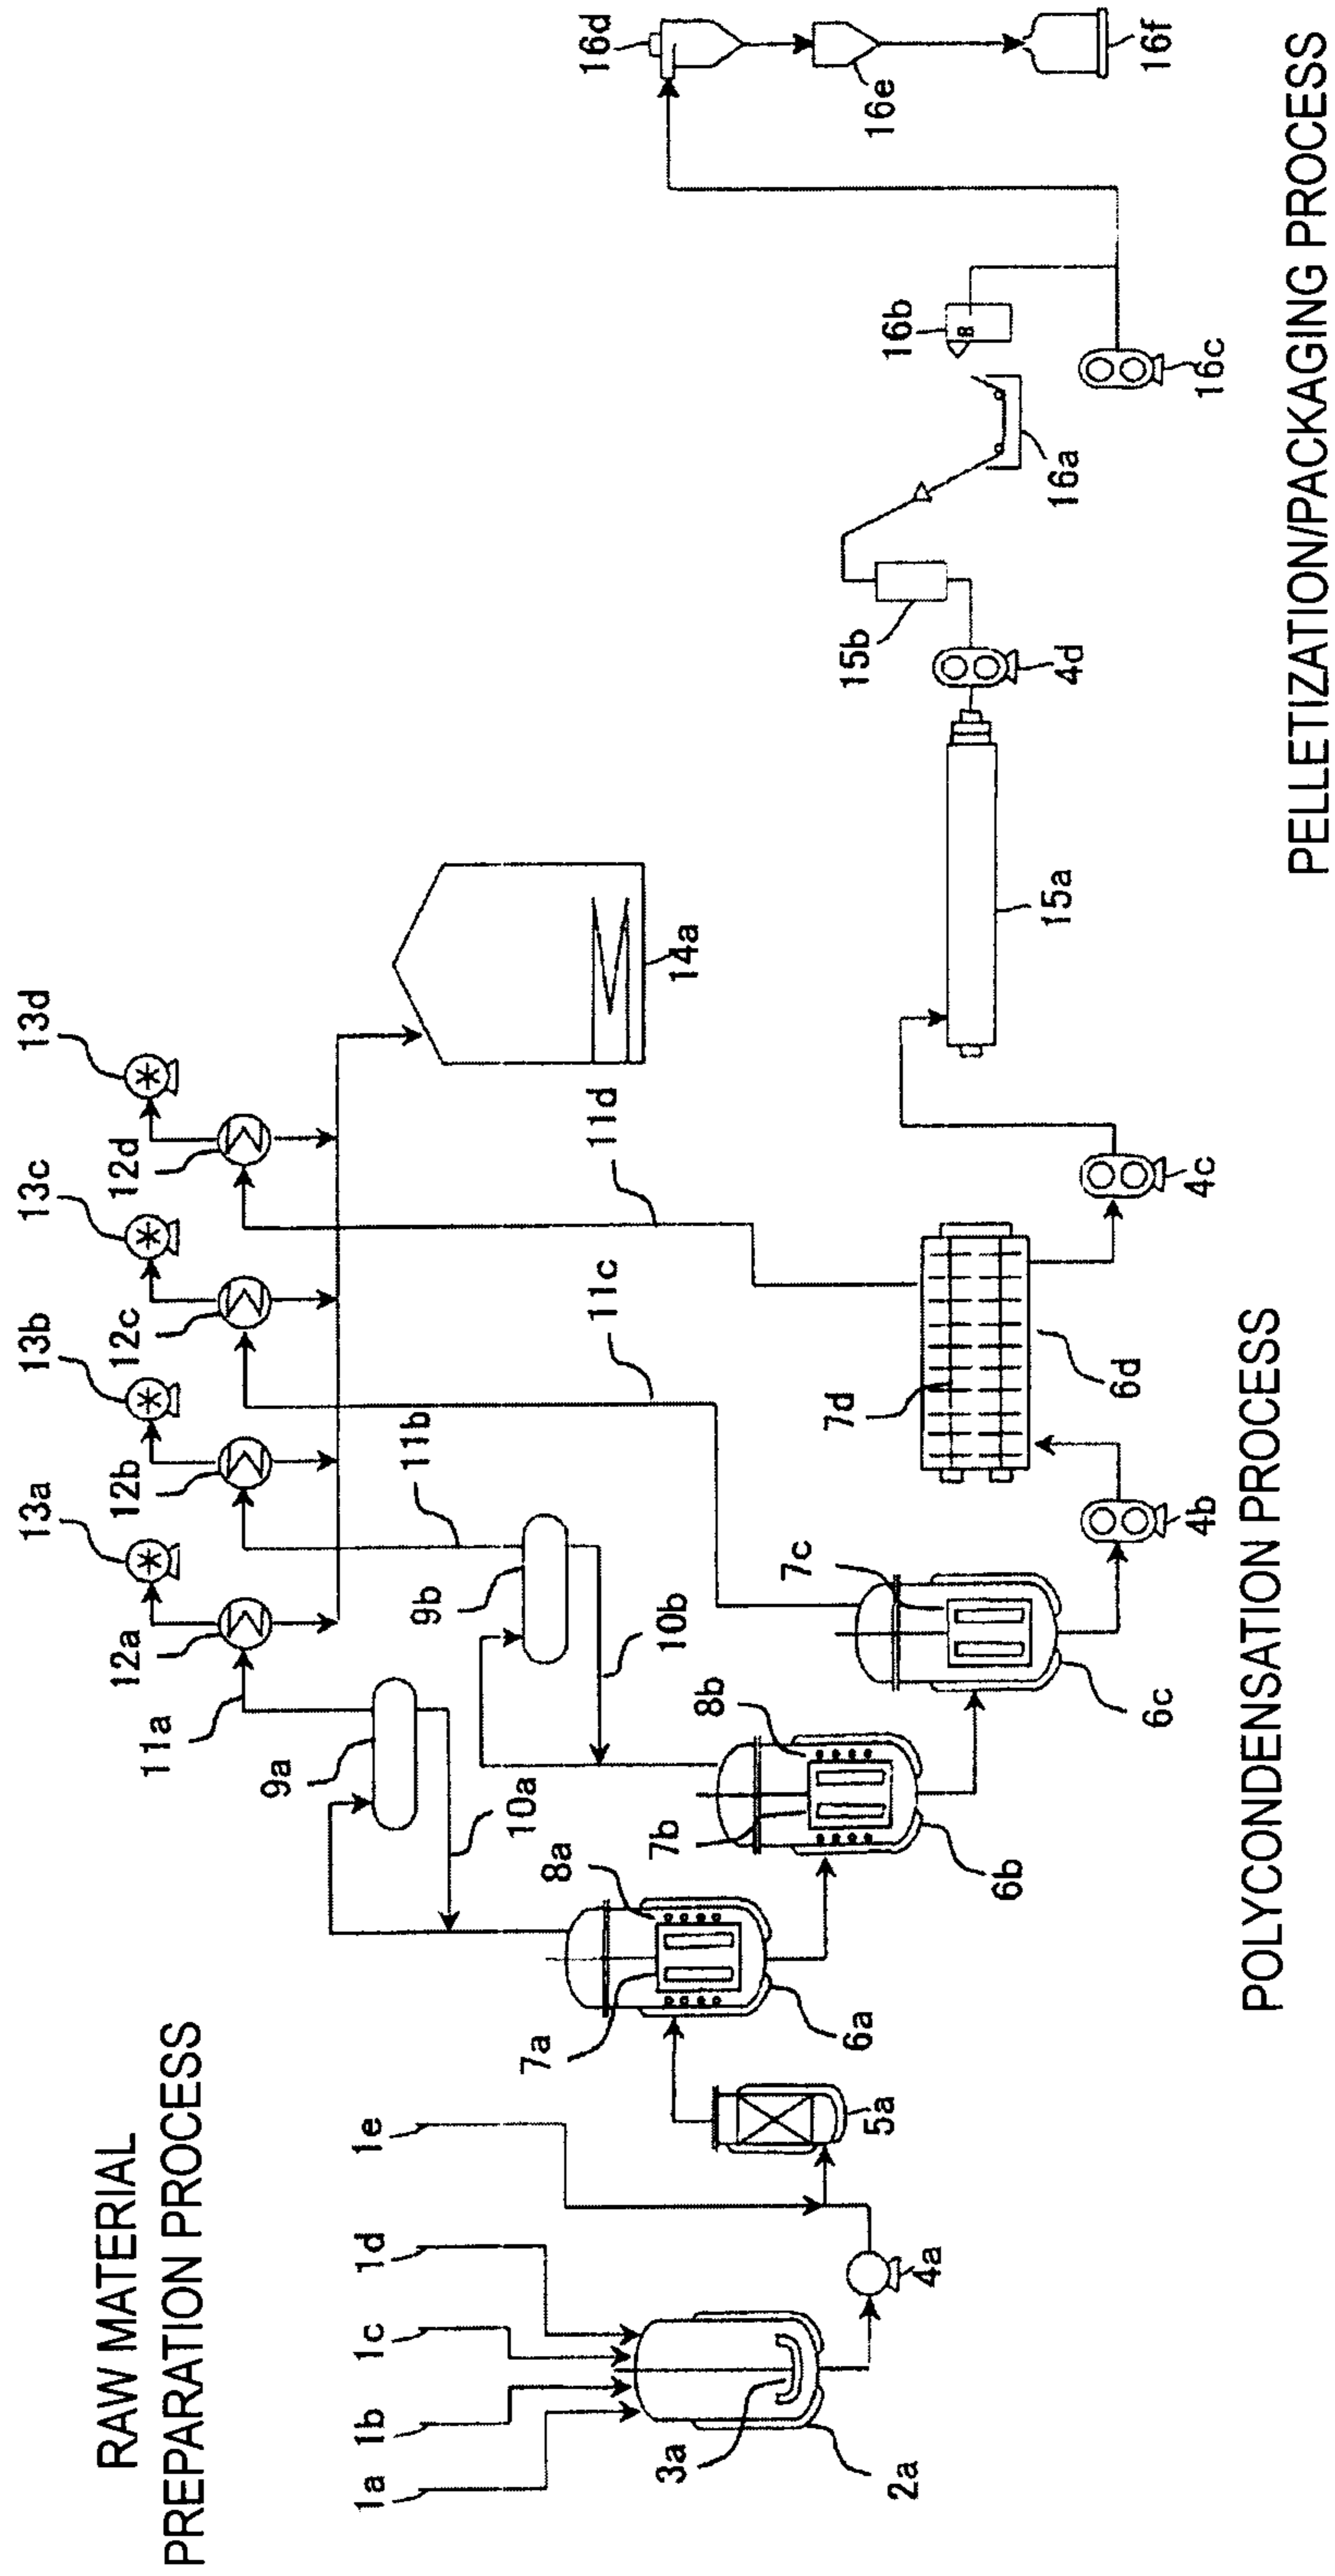 RAW MATERIAL
PREPARATION PROCESS
1a
1b
1c
1d
1e
2a
3a
4a
5a
6a
7a
8a
9a
10a
11a
12a
13a
6b
7b
8b
9b
10b
11b
12b
13b
6c
7c
11c
12c
13c
4b
6d
7d
11d
12d
13d
14a
4c
15a
4d
15b
16a
16b
B
16c
16d
16e
16f
POLYCONDENSATION PROCESS
PELLETIZATION/PACKAGING PROCESS